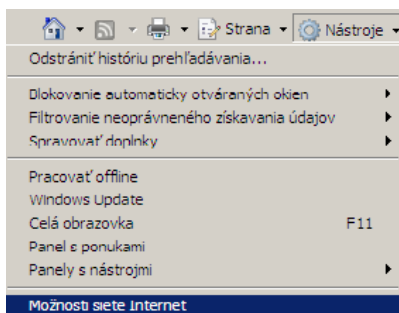 Strana Nástroje
Odstrániť históriu prehľadávania...
Blokovanie automaticky otváraných okien
Filtrovanie neoprávneného získavania údajov
Spravovať doplnky
Pracovať offline
Windows Update
Celá obrazovka F11
Panel s ponukami
Panely s nástrojmi
Možnosti siete Internet